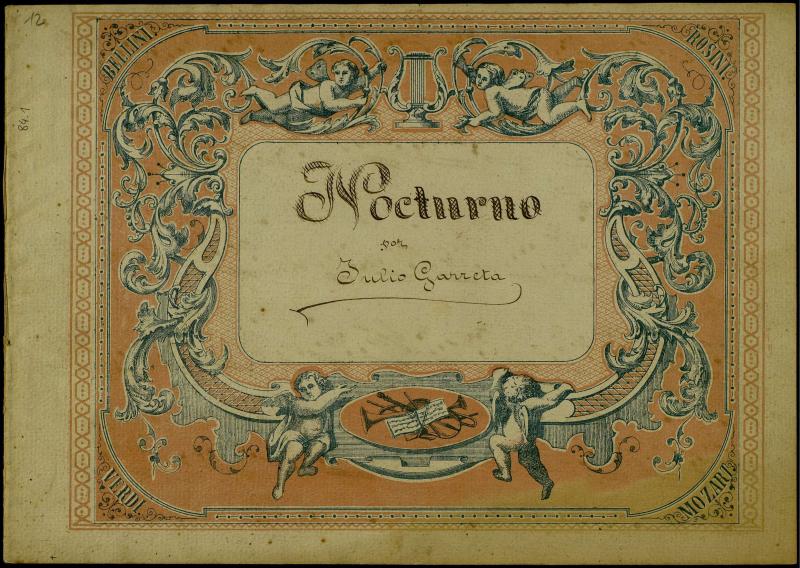 12
84.1
BELLINI
ROSINI
Nocturno
por
Julio Garreta
VERDI
MOZART